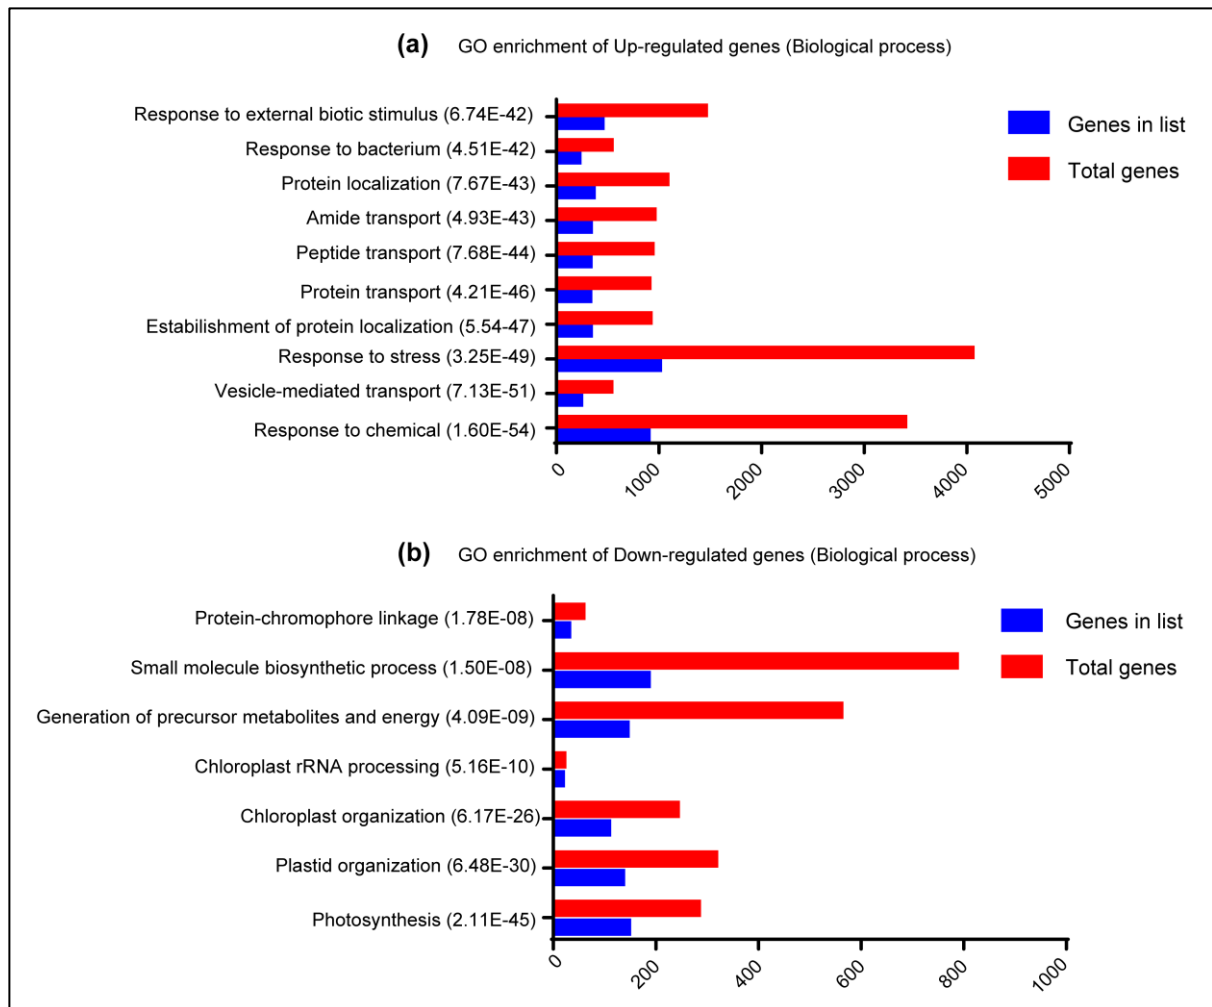 (a) GO enrichment of Up-regulated genes (Biological process)
Response to external biotic stimulus (6.74E-42)
Response to bacterium (4.51E-42)
Protein localization (7.67E-43)
Amide transport (4.93E-43)
Peptide transport (7.68E-44)
Protein transport (4.21E-46)
Estabilishment of protein localization (5.54-47)
Response to stress (3.25E-49)
Vesicle-mediated transport (7.13E-51)
Response to chemical (1.60E-54)
Genes in list
Total genes
0 1000 2000 3000 4000 5000
(b) GO enrichment of Down-regulated genes (Biological process)
Protein-chromophore linkage (1.78E-08)
Small molecule biosynthetic process (1.50E-08)
Generation of precursor metabolites and energy (4.09E-09)
Chloroplast rRNA processing (5.16E-10)
Chloroplast organization (6.17E-26)
Plastid organization (6.48E-30)
Photosynthesis (2.11E-45)
Genes in list
Total genes
0 200 400 600 800 1000